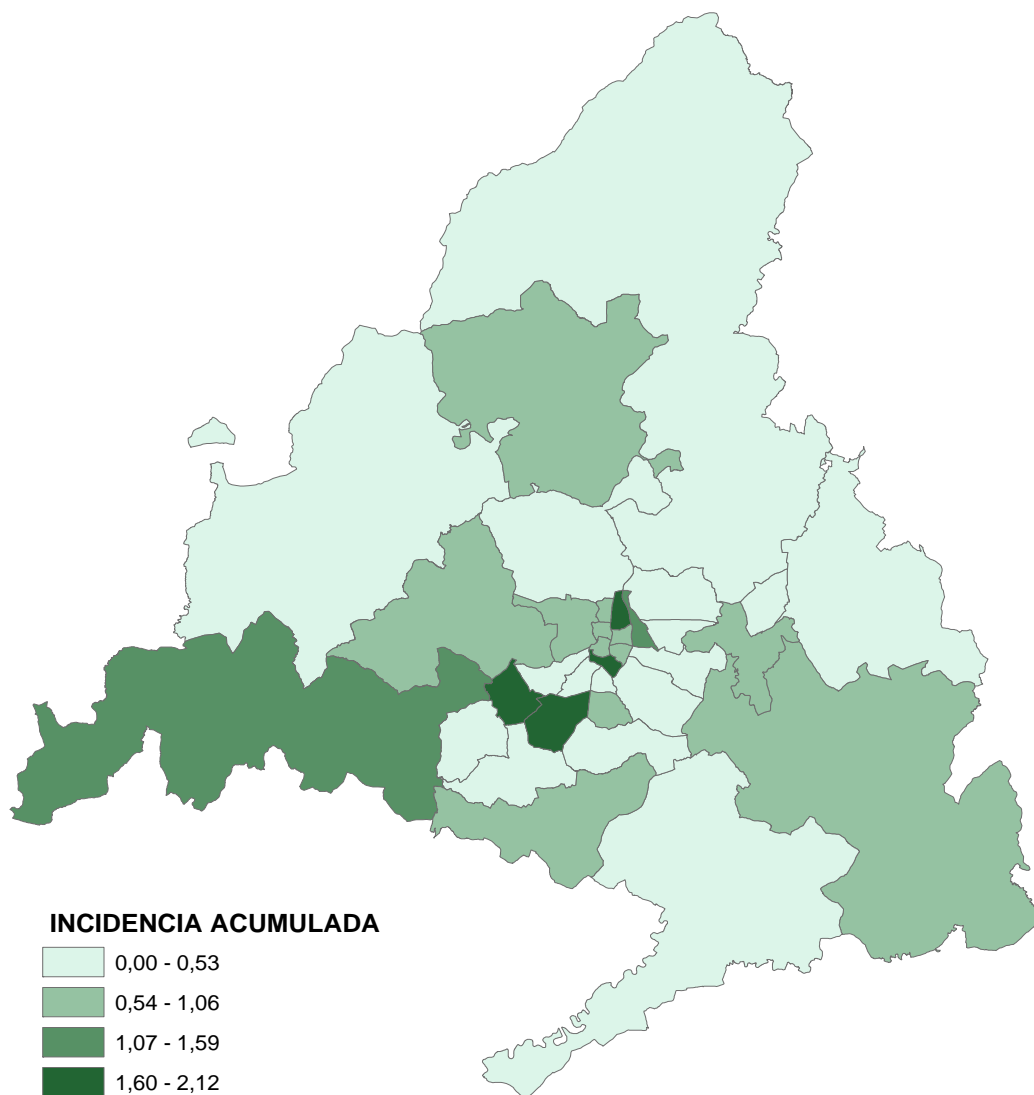 INCIDENCIA ACUMULADA
0,00 - 0,53
0,54 - 1,06
1,07 - 1,59
1,60 - 2,12